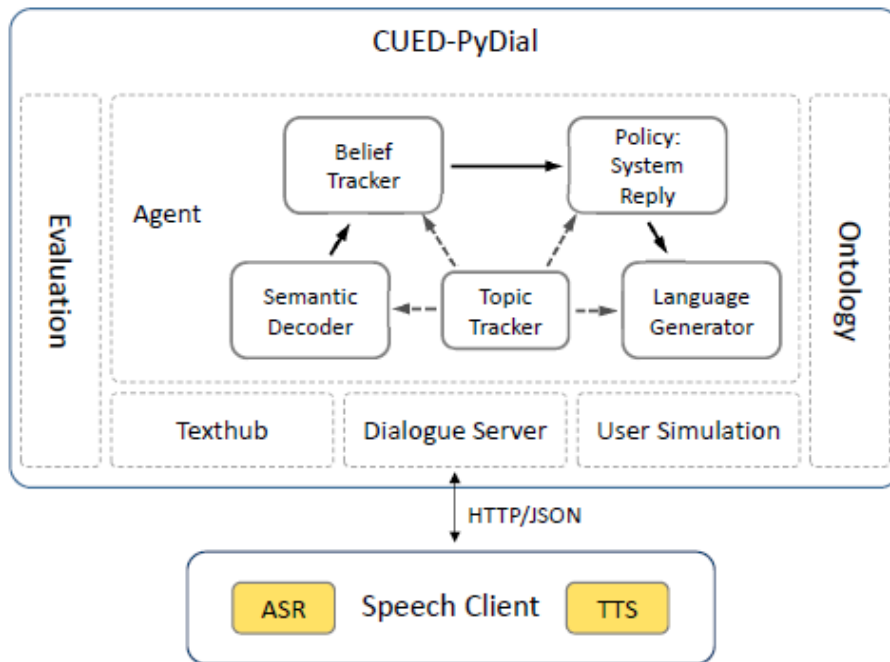 CUED-PyDial
Evaluation
Agent
Belief
Tracker
Policy:
System
Reply
Semantic
Decoder
Topic
Tracker
Language
Generator
Ontology
Texthub
Dialogue Server
User Simulation
HTTP/JSON
ASR
Speech Client
TTS